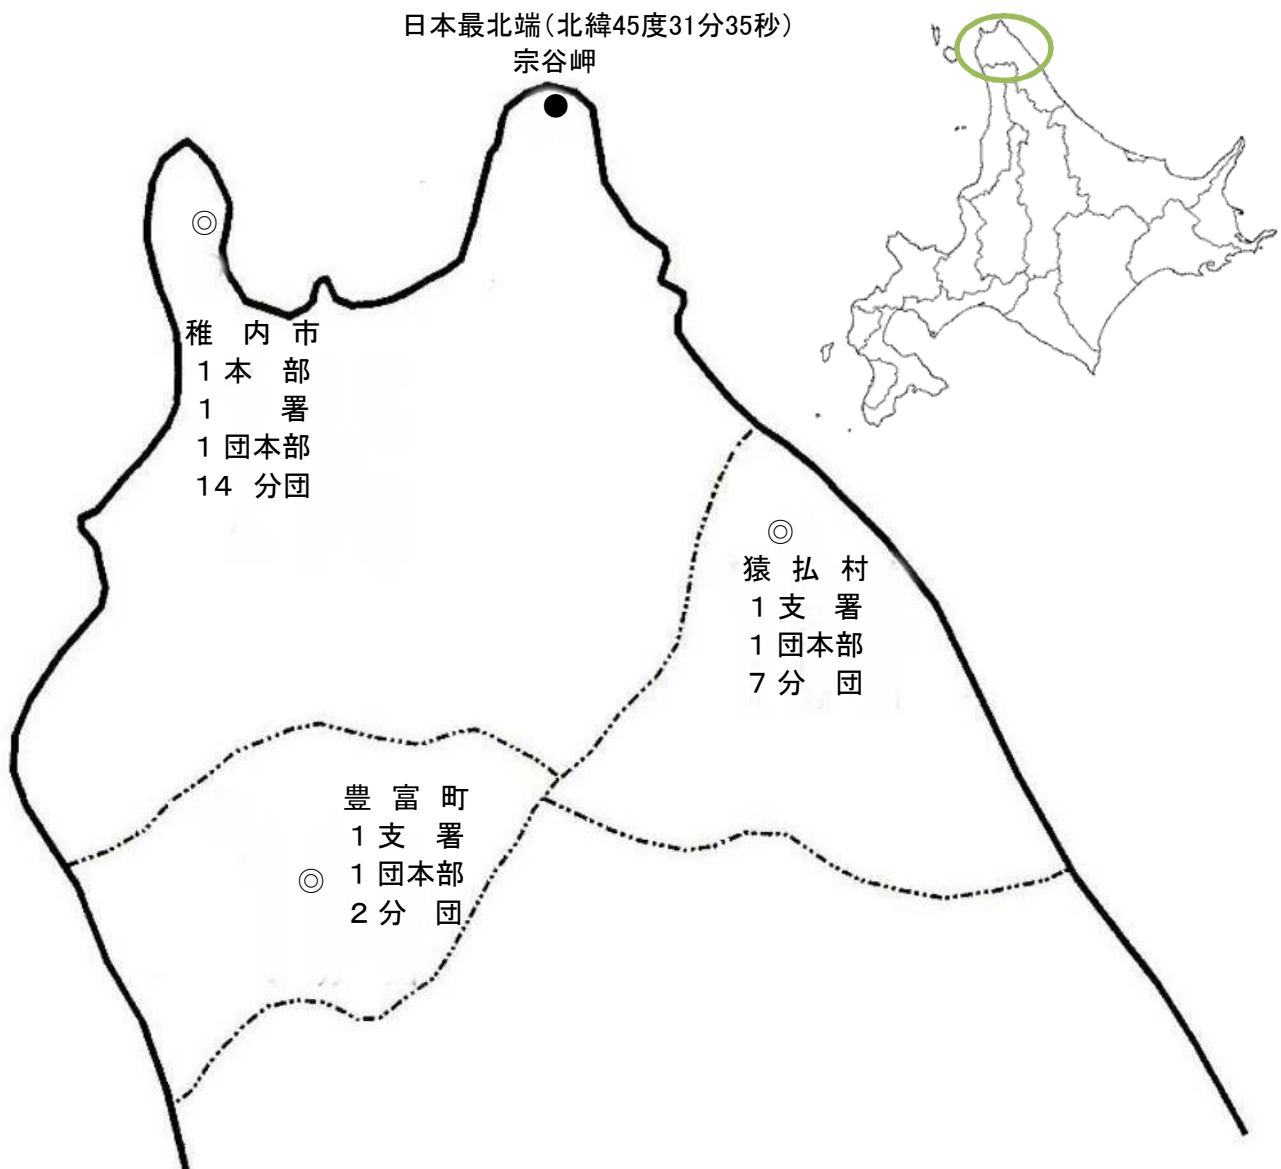 日本最北端(北緯45度31分35秒)
宗谷岬
稚内市
1本部
1署
1団本部
14分団
猿払村
1支署
1団本部
7分団
豊富町
1支署
1団本部
2分団